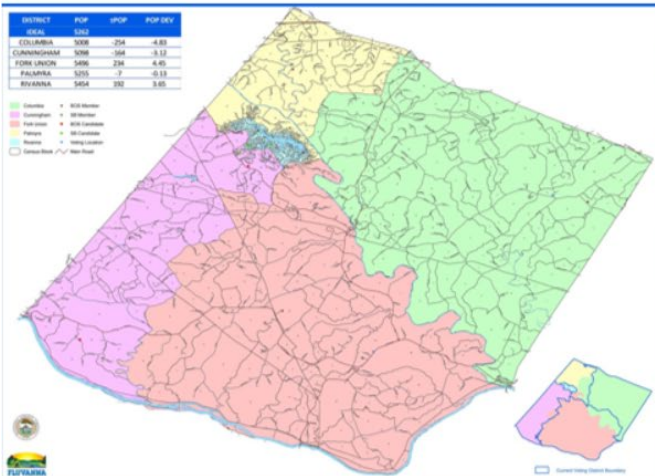 DISTRICT POP ±POP POP DEV
IDEAL 5262
COLUMBIA 5008 -254 -4.83
CUNNINGHAM 5098 -164 -3.12
FORK UNION 5496 234 4.45
PALMYRA 5255 -7 -0.13
RIVANNA 5454 192 3.65
Columbia BOS Member
Cunningham SB Member
Fork Union BOS Candidate
Palmyra SB Candidate
Rivanna Voting Location
Census Block Main Road
Current Voting District Boundary
FLUVANNA